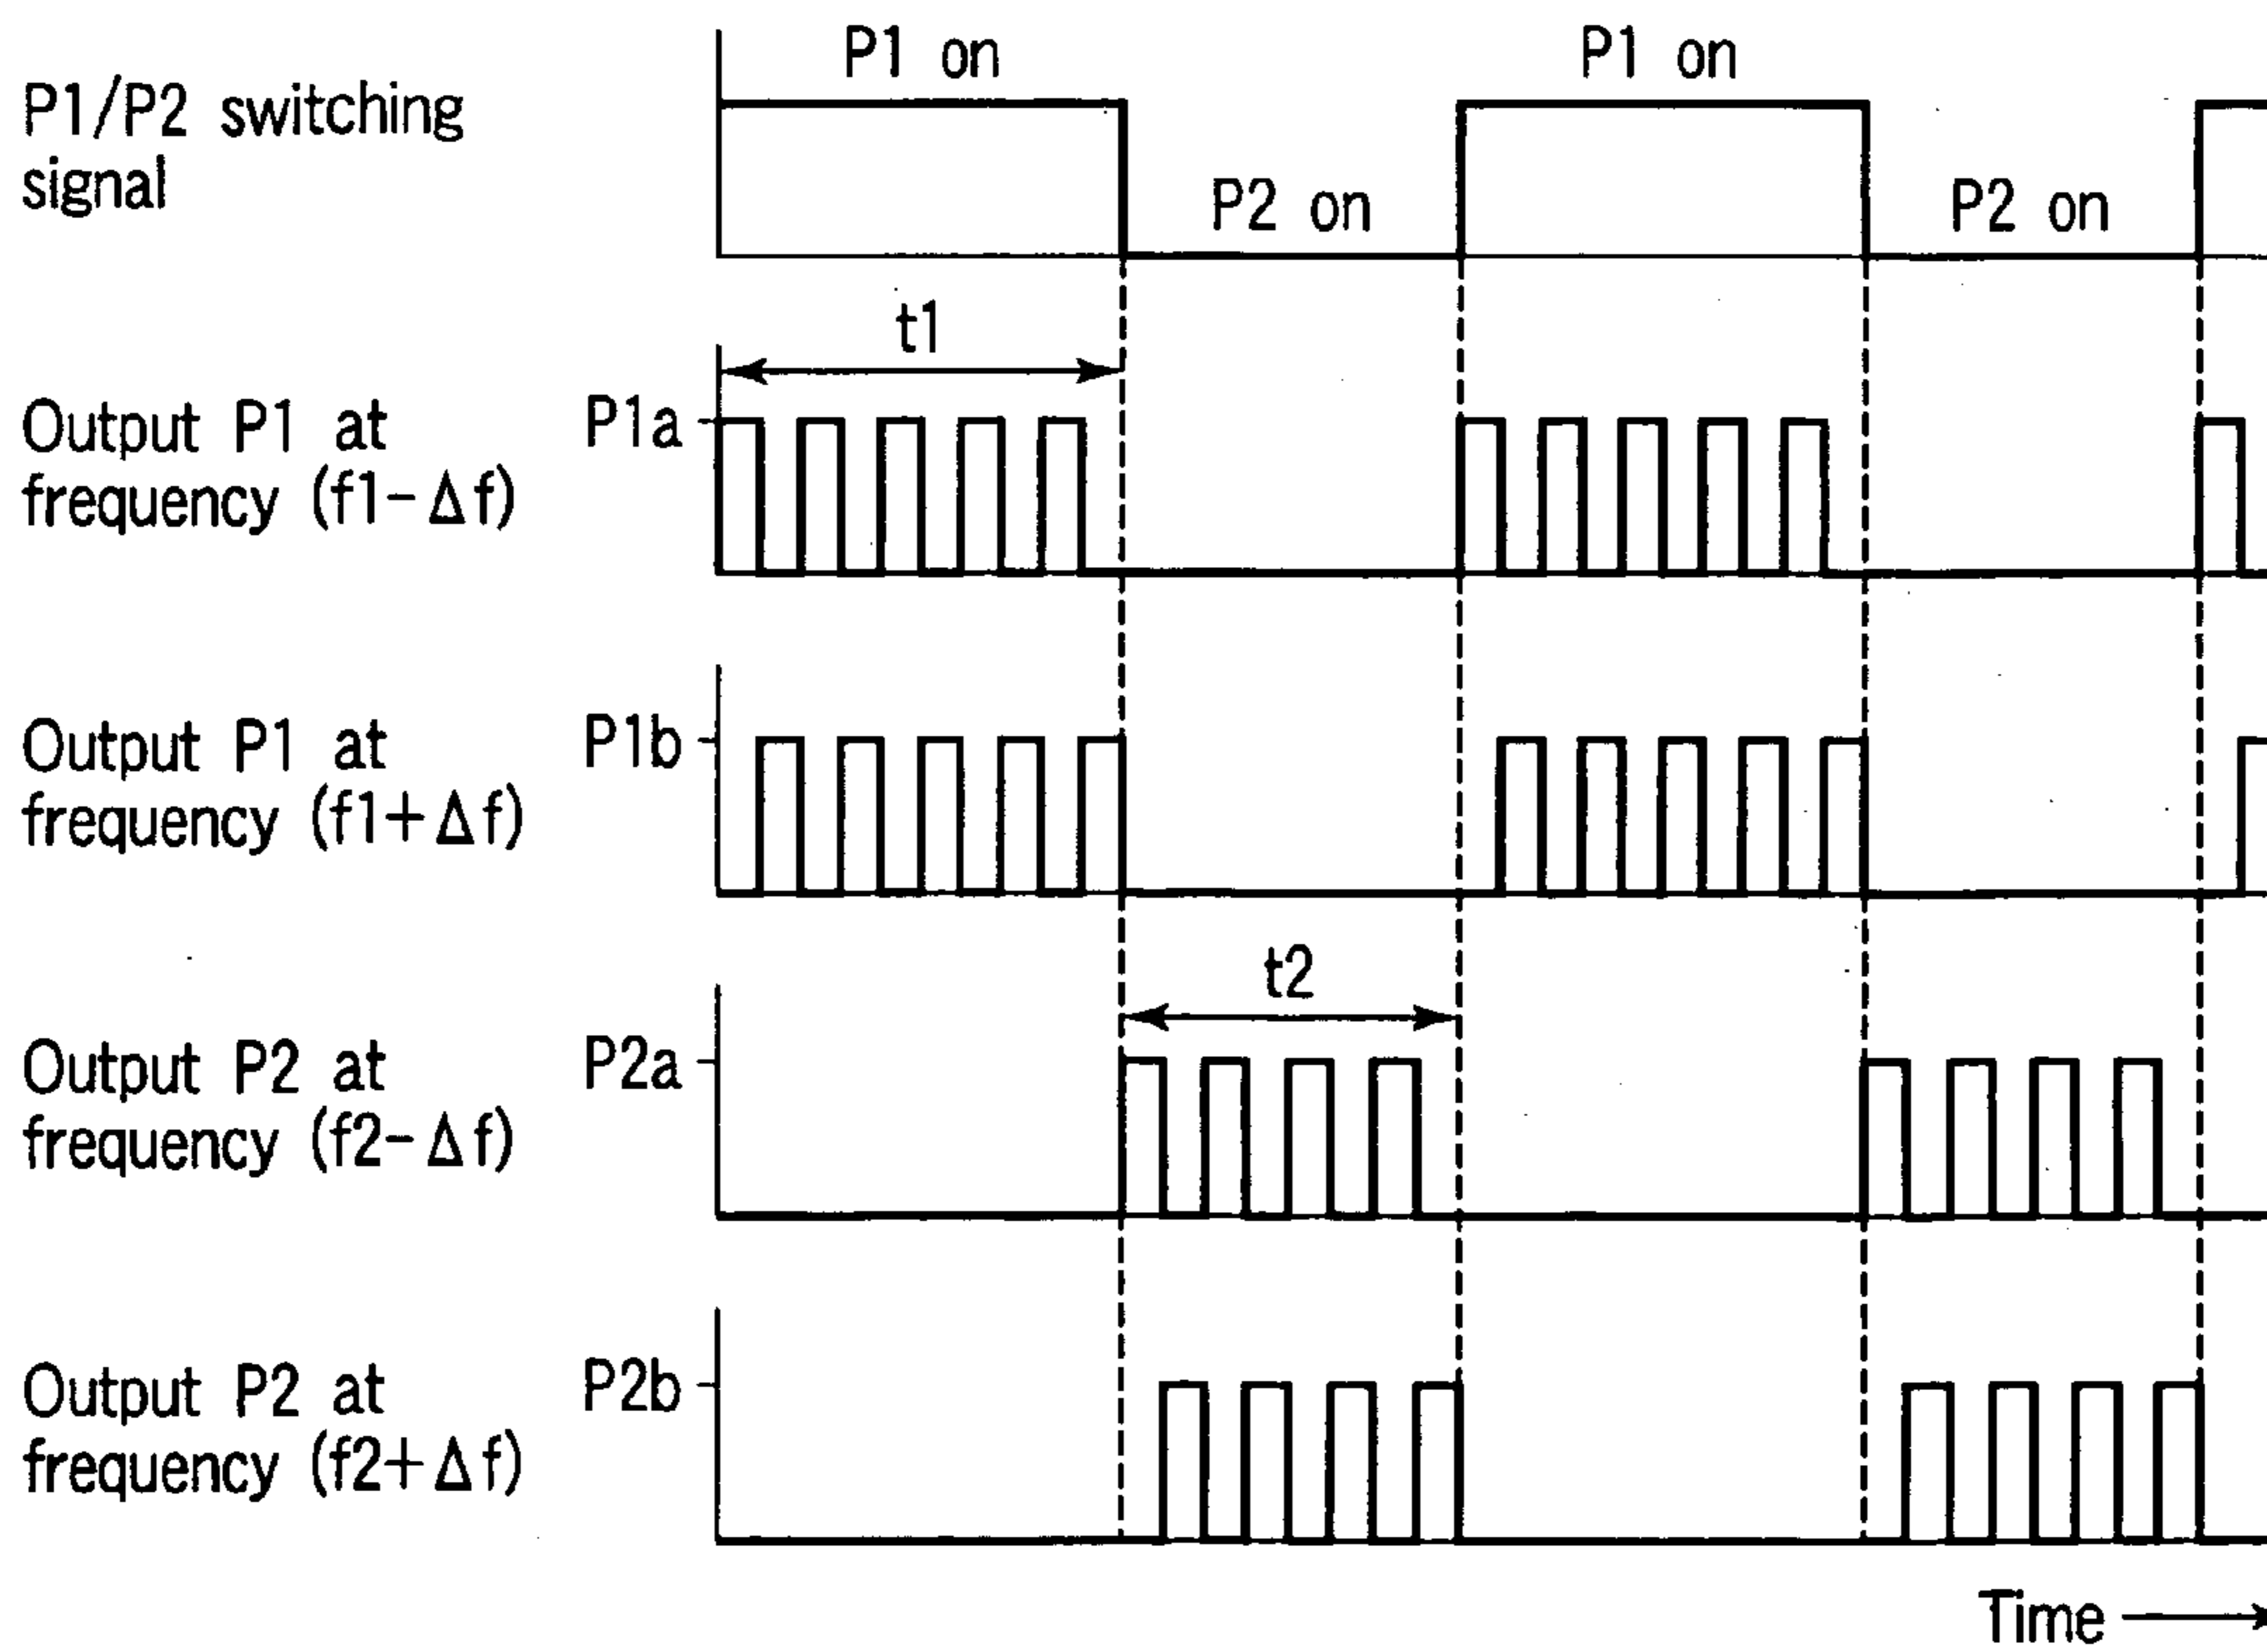 P1 on
P1 on
P1/P2 switching
signal
P2 on
P2 on
t1
Output P1 at
frequency (f1-Δf)
P1a
Output P1 at
frequency (f1+Δf)
P1b
t2
Output P2 at
frequency (f2-Δf)
P2a
Output P2 at
frequency (f2+Δf)
P2b
Time